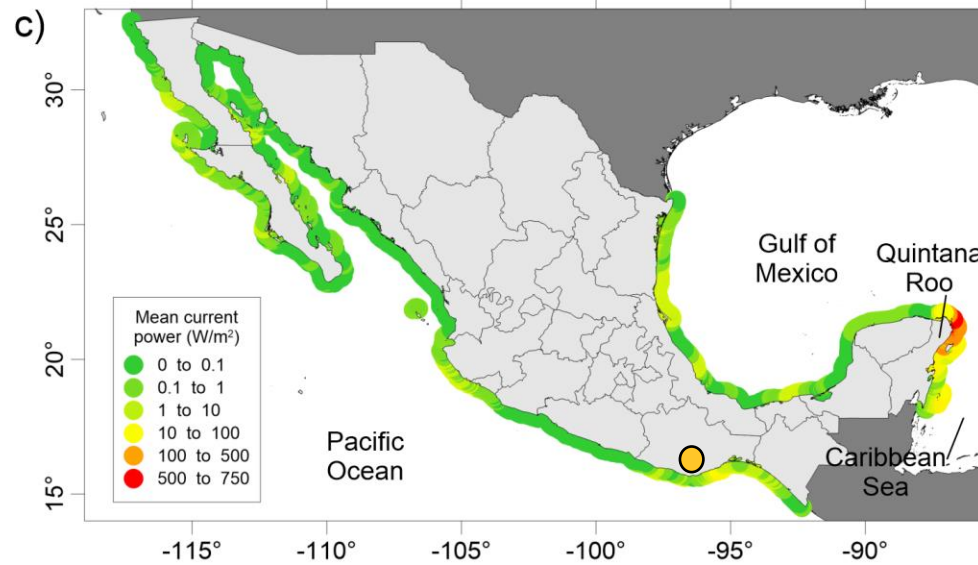 c)
30°
25°
20°
15°
Gulf of
Mexico
Quintana
Roo
Mean current
power (W/m²)
0 to 0.1
0.1 to 1
1 to 10
10 to 100
100 to 500
500 to 750
Pacific
Ocean
Caribbean
Sea
-115° -110° -105° -100° -95° -90°